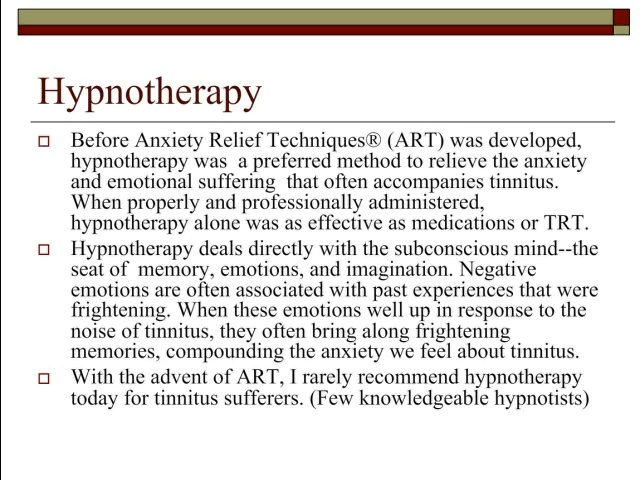 Hypnotherapy
Before Anxiety Relief Techniques® (ART) was developed,
hypnotherapy was a preferred method to relieve the anxiety
and emotional suffering that often accompanies tinnitus.
When properly and professionally administered,
hypnotherapy alone was as effective as medications or TRT.
Hypnotherapy deals directly with the subconscious mind--the
seat of memory, emotions, and imagination. Negative
emotions are often associated with past experiences that were
frightening. When these emotions well up in response to the
noise of tinnitus, they often bring along frightening
memories, compounding the anxiety we feel about tinnitus.
With the advent of ART, I rarely recommend hypnotherapy
today for tinnitus sufferers. (Few knowledgeable hypnotists)